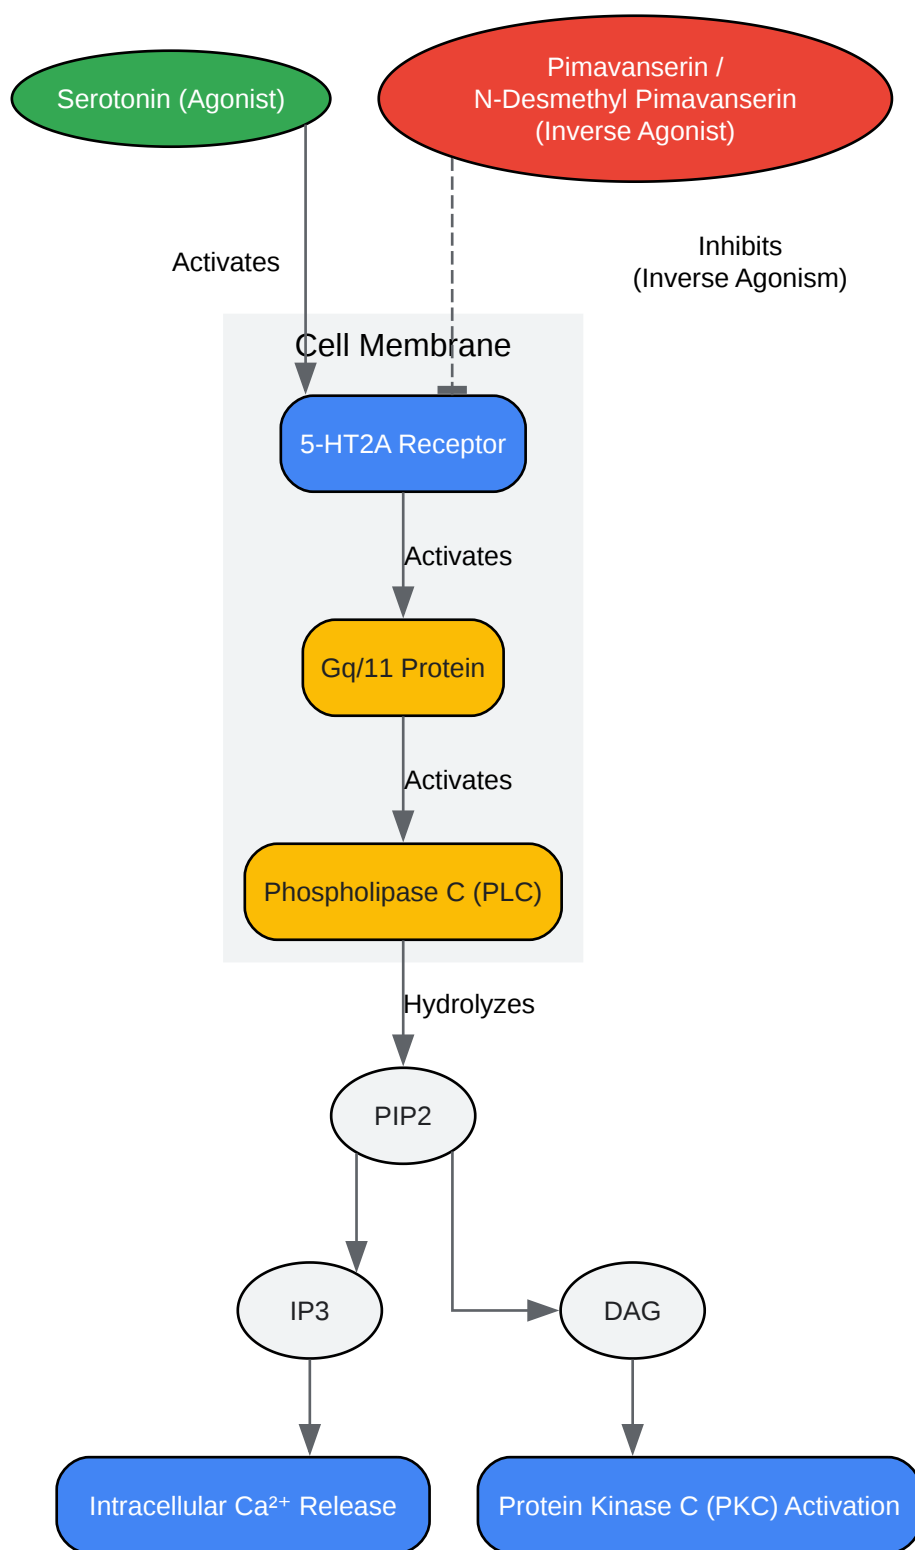 Serotonin (Agonist)
Pimavanserin /
N-Desmethyl Pimavanserin
(Inverse Agonist)
Activates
Inhibits
(Inverse Agonism)
Cell Membrane
5-HT2A Receptor
Activates
Gq/11 Protein
Activates
Phospholipase C (PLC)
Hydrolyzes
PIP2
IP3
DAG
Intracellular Ca²⁺ Release
Protein Kinase C (PKC) Activation